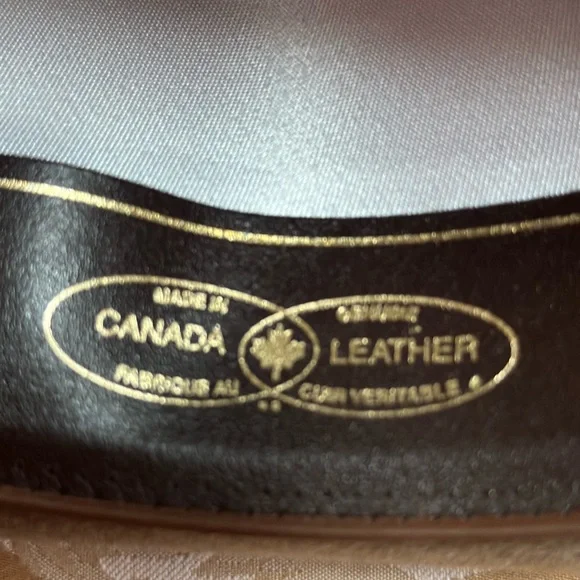 MADE IN
CANADA
FABRIQUE AU
GENUINE
LEATHER
CUIR VERITABLE